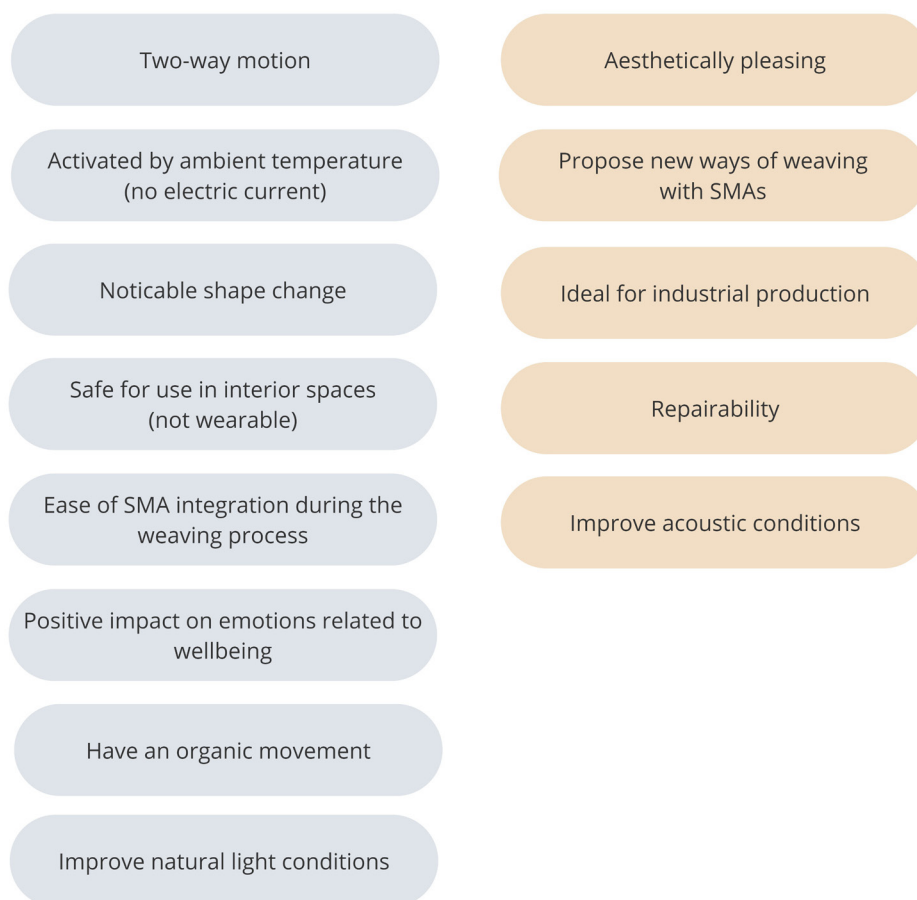 Two-way motion
Activated by ambient temperature
(no electric current)
Noticable shape change
Safe for use in interior spaces
(not wearable)
Ease of SMA integration during the
weaving process
Positive impact on emotions related to
wellbeing
Have an organic movement
Improve natural light conditions
Aesthetically pleasing
Propose new ways of weaving
with SMAs
Ideal for industrial production
Repairability
Improve acoustic conditions